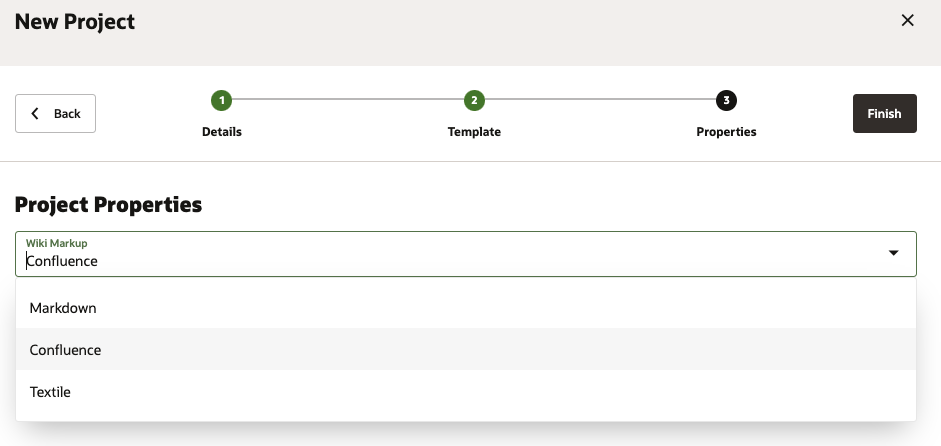 New Project
Back
1
2
3
Finish
Details
Template
Properties
Project Properties
Wiki Markup
Confluence
Markdown
Confluence
Textile